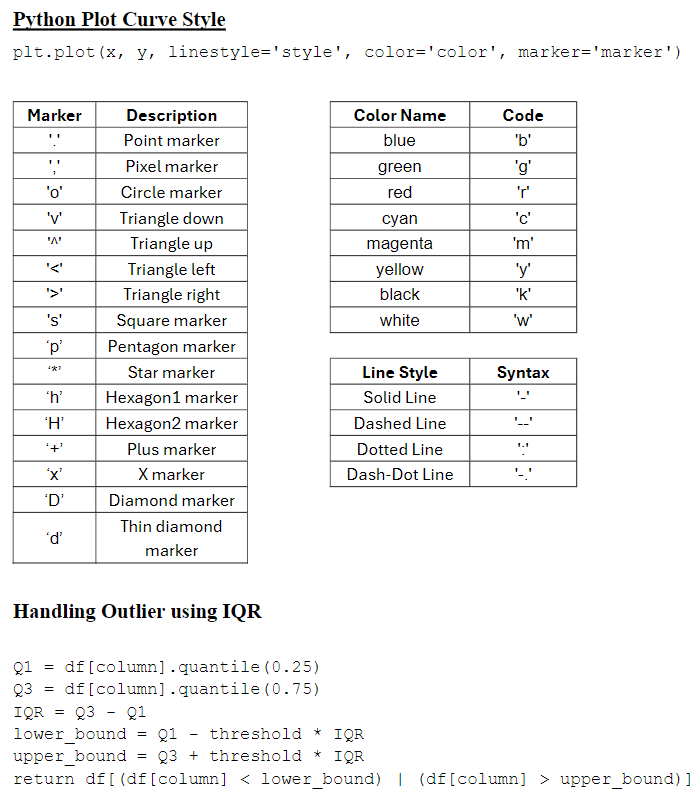 Python Plot Curve Style
plt.plot(x, y, linestyle='style', color='color', marker='marker')
Marker Description
'.' Point marker
',' Pixel marker
'o' Circle marker
'v' Triangle down
'^' Triangle up
'<' Triangle left
'>' Triangle right
's' Square marker
‘p’ Pentagon marker
‘*’ Star marker
‘h’ Hexagon1 marker
‘H’ Hexagon2 marker
‘+’ Plus marker
‘x’ X marker
‘D’ Diamond marker
‘d’ Thin diamond
marker
Color Name Code
blue 'b'
green 'g'
red 'r'
cyan 'c'
magenta 'm'
yellow 'y'
black 'k'
white 'w'
Line Style Syntax
Solid Line '-'
Dashed Line '--'
Dotted Line ':'
Dash-Dot Line '-.'
Handling Outlier using IQR
Q1 = df[column].quantile(0.25)
Q3 = df[column].quantile(0.75)
IQR = Q3 - Q1
lower_bound = Q1 - threshold * IQR
upper_bound = Q3 + threshold * IQR
return df[(df[column] < lower_bound) | (df[column] > upper_bound)]